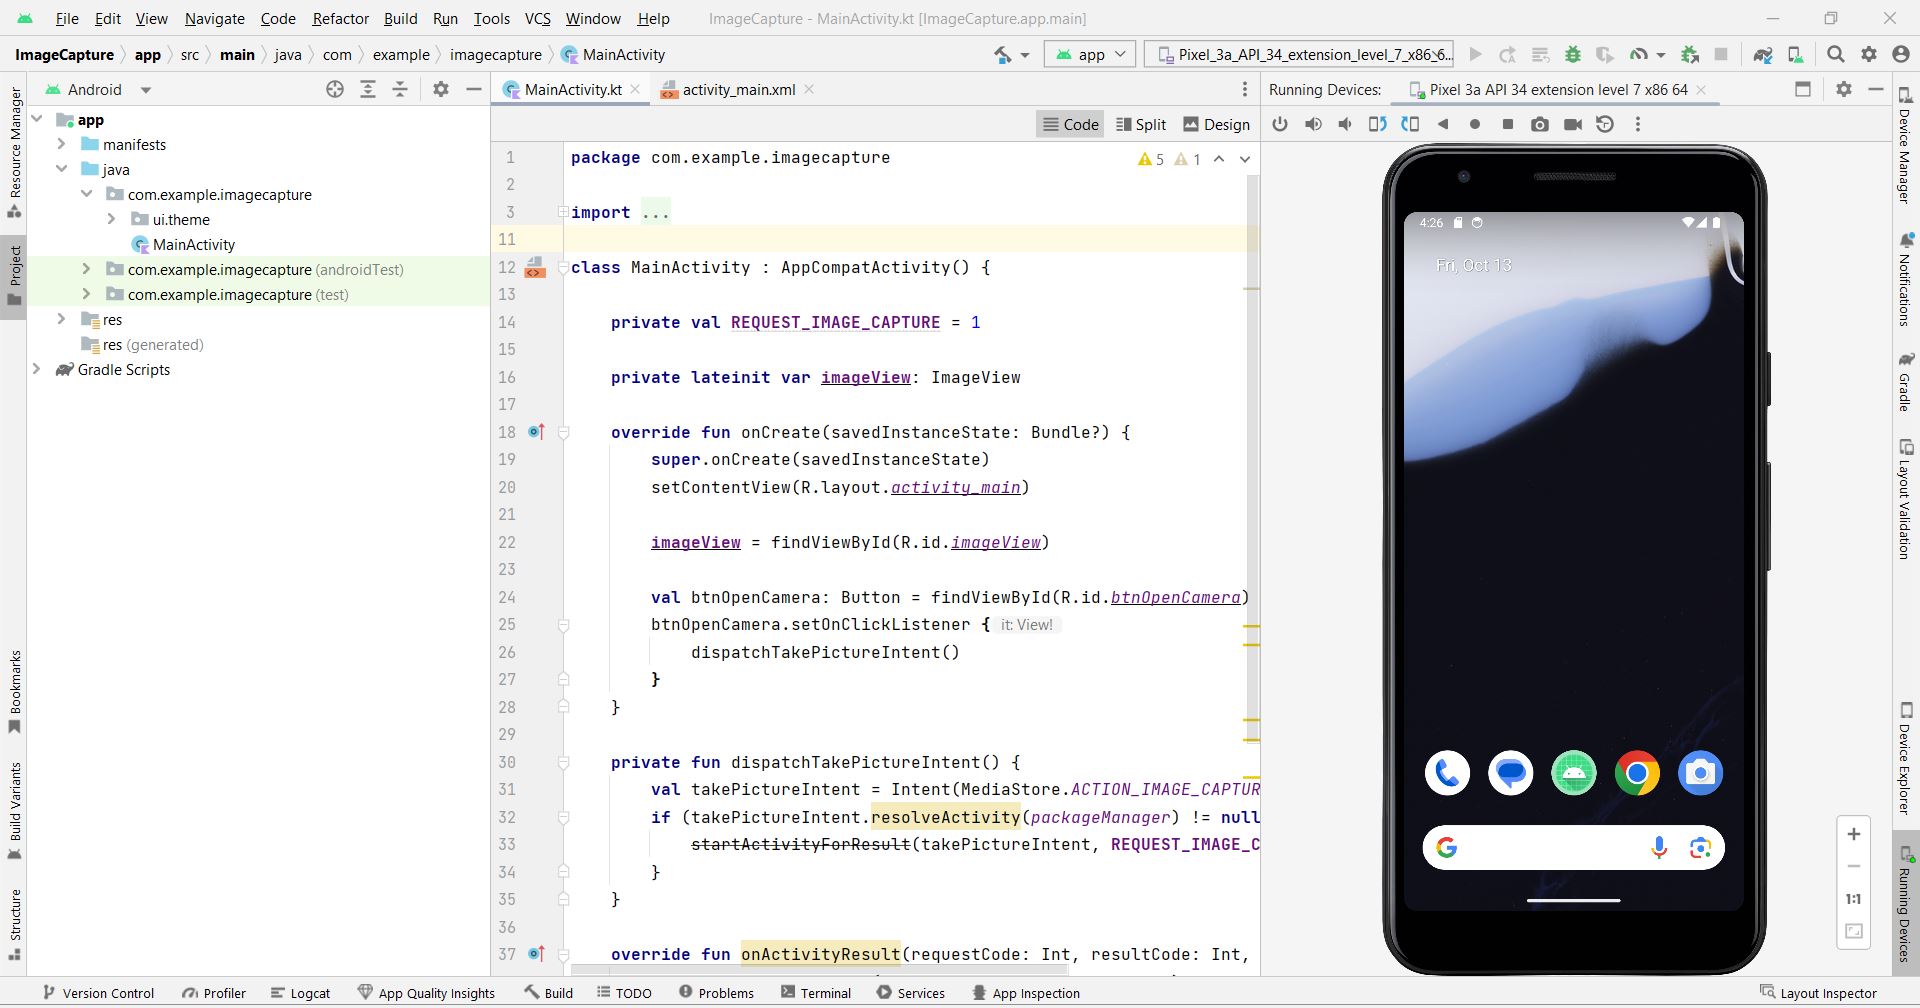 File Edit View Navigate Code Refactor Build Run Tools VCS Window Help ImageCapture - MainActivity.kt [ImageCapture.app.main]
ImageCapture app src main java com example imagecapture MainActivity app Pixel_3a_API_34_extension_level_7_x86_6...
Resource Manager
Project
Bookmarks
Build Variants
Structure
Android
app
manifests
java
com.example.imagecapture
ui.theme
MainActivity
com.example.imagecapture (androidTest)
com.example.imagecapture (test)
res
res (generated)
Gradle Scripts
MainActivity.kt activity_main.xml
Code Split Design
5 1
1 package com.example.imagecapture
2
3 import ...
11
12 class MainActivity : AppCompatActivity() {
13
14 private val REQUEST_IMAGE_CAPTURE = 1
15
16 private lateinit var imageView: ImageView
17
18 override fun onCreate(savedInstanceState: Bundle?) {
19 super.onCreate(savedInstanceState)
20 setContentView(R.layout.activity_main)
21
22 imageView = findViewById(R.id.imageView)
23
24 val btnOpenCamera: Button = findViewById(R.id.btnOpenCamera)
25 btnOpenCamera.setOnClickListener { it: View!
26 dispatchTakePictureIntent()
27 }
28 }
29
30 private fun dispatchTakePictureIntent() {
31 val takePictureIntent = Intent(MediaStore.ACTION_IMAGE_CAPTUR
32 if (takePictureIntent.resolveActivity(packageManager) != null
33 startActivityForResult(takePictureIntent, REQUEST_IMAGE_C
34 }
35 }
36
37 override fun onActivityResult(requestCode: Int, resultCode: Int,
Running Devices: Pixel 3a API 34 extension level 7 x86 64
4:26
Fri, Oct 13
1:1
Device Manager
Notifications
Gradle
Layout Validation
Device Explorer
Running Devices
Version Control Profiler Logcat App Quality Insights Build TODO Problems Terminal Services App Inspection Layout Inspector